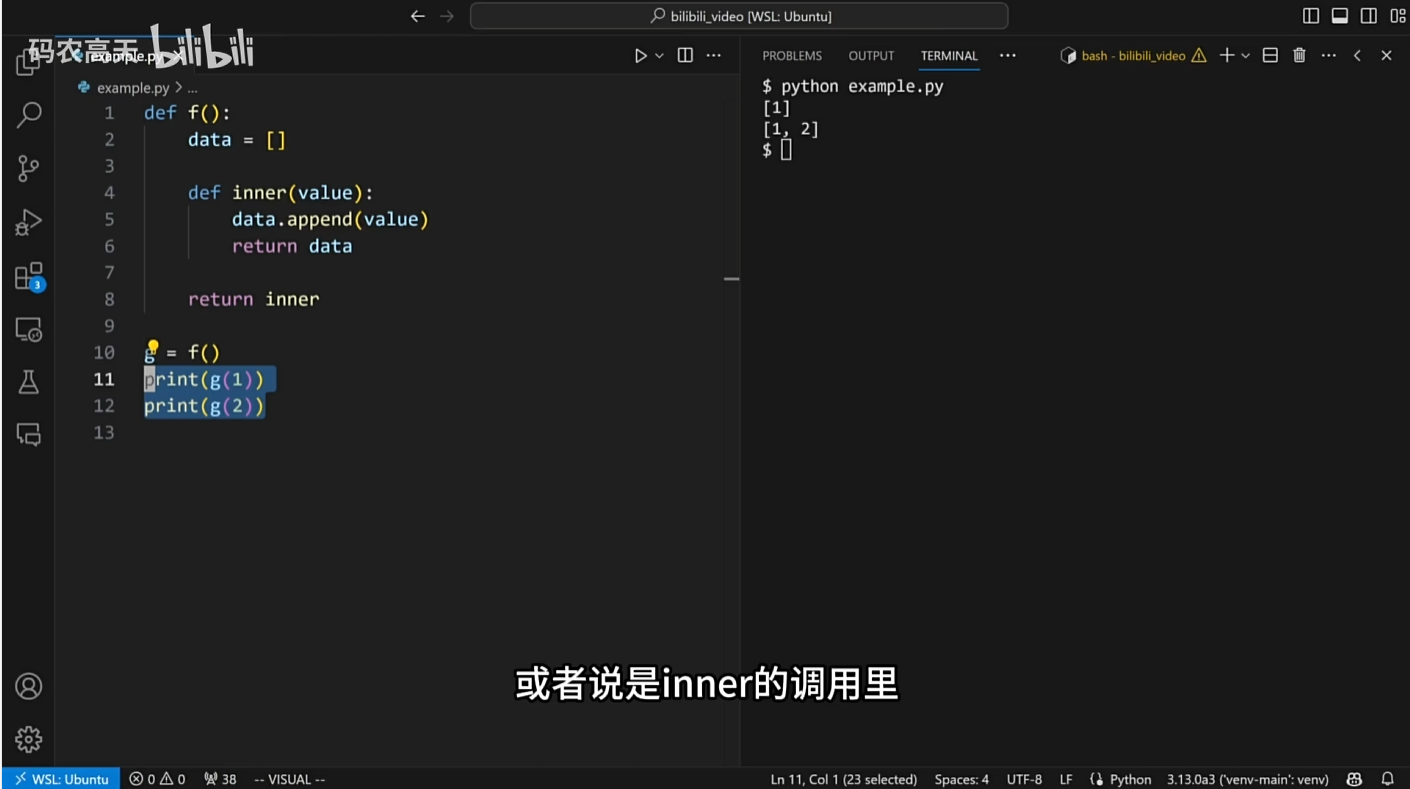 bilibili_video [WSL: Ubuntu]
码农高天 bilibili
example.py
PROBLEMS OUTPUT TERMINAL ··· bash - bilibili_video
example.py > ...
1 def f():
2     data = []
3
4     def inner(value):
5         data.append(value)
6         return data
7
8     return inner
9
10 g = f()
11 print(g(1))
12 print(g(2))
13
$ python example.py
[1]
[1, 2]
$
3
或者说是inner的调用里
WSL: Ubuntu 0 0 38 -- VISUAL -- Ln 11, Col 1 (23 selected) Spaces: 4 UTF-8 LF Python 3.13.0a3 ('venv-main': venv)